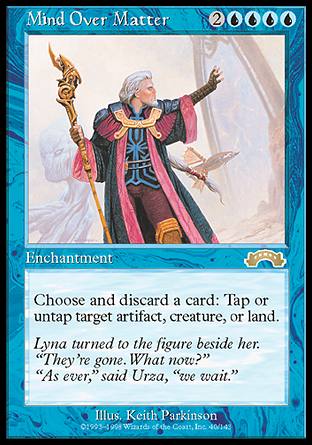 Mind Over Matter 2
Enchantment
Choose and discard a card: Tap or
untap target artifact, creature, or land.
Lyna turned to the figure beside her.
"They're gone. What now?"
"As ever," said Urza, "we wait."
Illus. Keith Parkinson
©1993–1998 Wizards of the Coast, Inc. 40/143